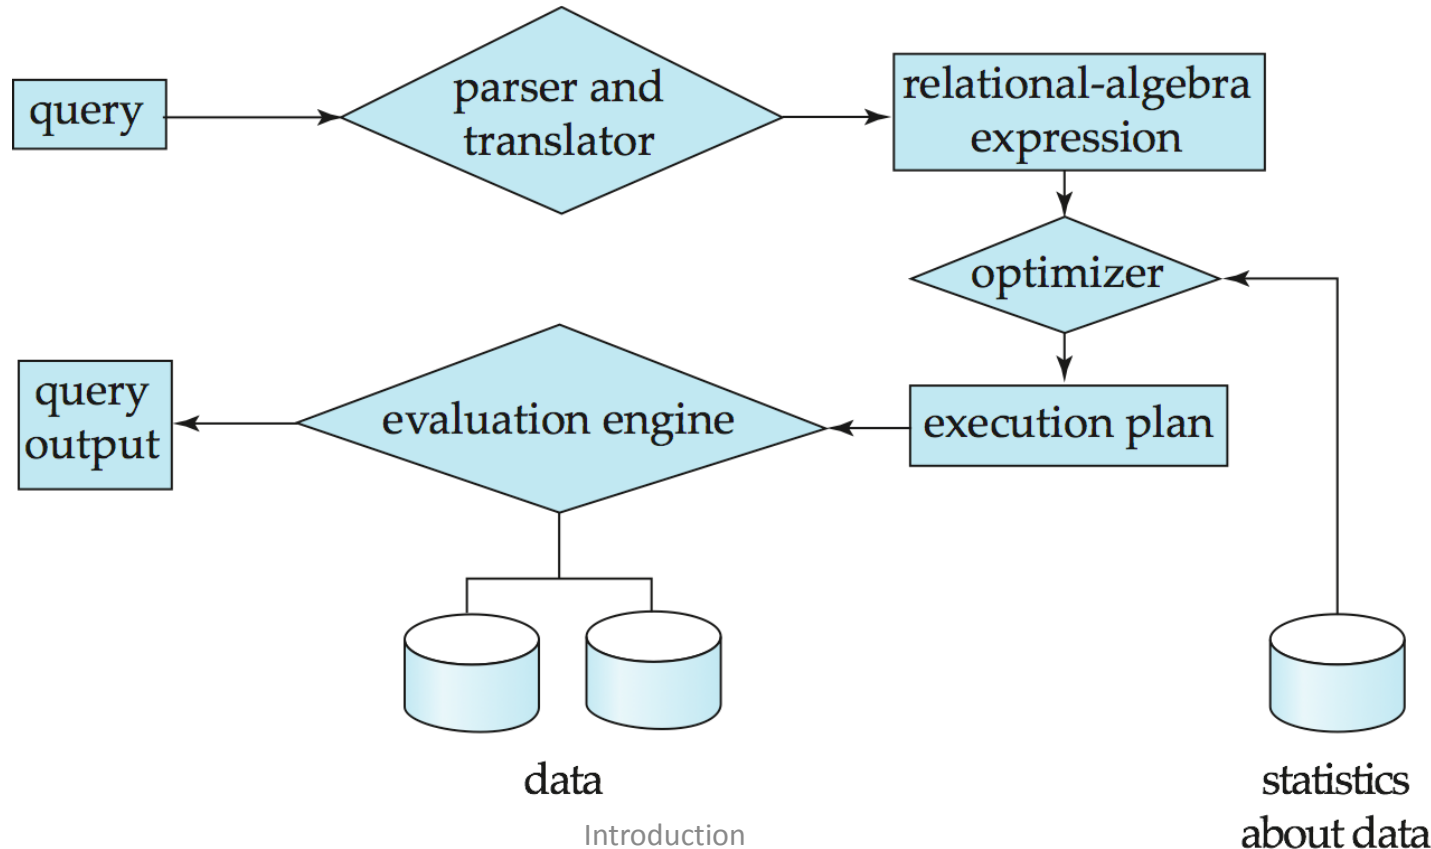 query
parser and
translator
relational-algebra
expression
optimizer
query
output
evaluation engine
execution plan
data
statistics
about data
Introduction